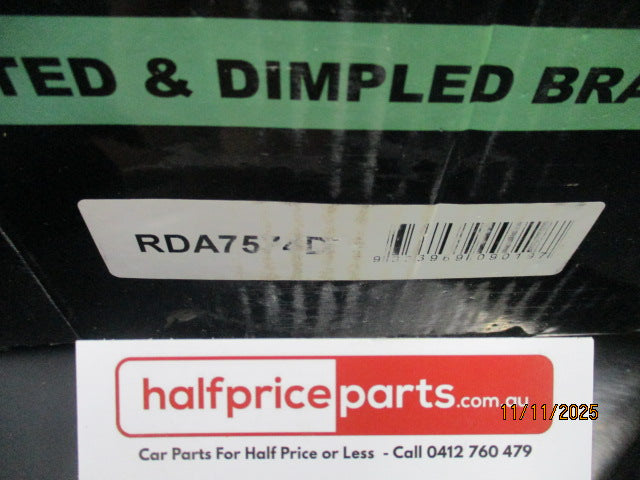 TED & DIMPLED BRA
halfpriceparts.com.au
11/11/2025
Car Parts For Half Price or Less - Call 0412 760 479